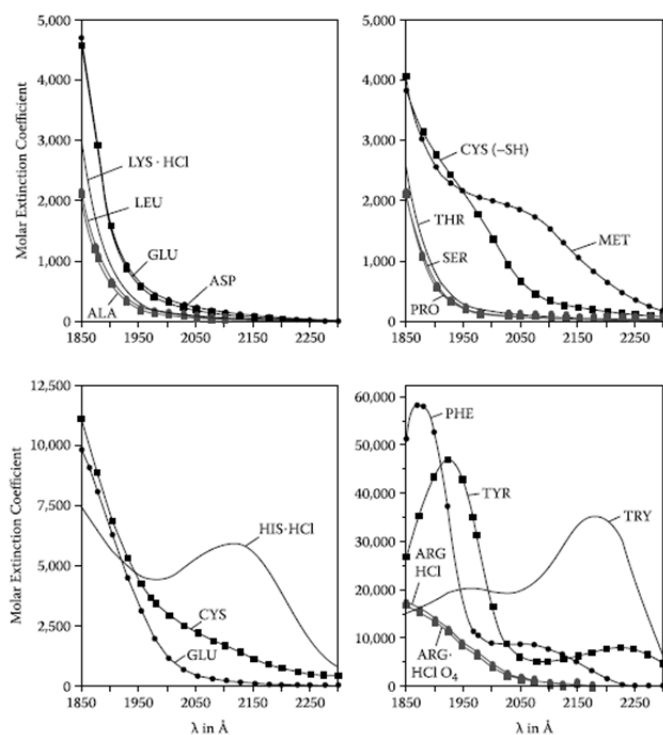 5,000
4,000
3,000
2,000
1,000
0
Molar Extinction Coefficient
LYS · HCl
LEU
GLU
ASP
ALA
1850 1950 2050 2150 2250
5,000
4,000
3,000
2,000
1,000
0
CYS (–SH)
THR
MET
SER
PRO
1850 1950 2050 2150 2250
12,500
10,000
7,500
5,000
2,500
0
Molar Extinction Coefficient
HIS·HCl
CYS
GLU
1850 1950 2050 2150 2250
λ in Å
60,000
50,000
40,000
30,000
20,000
10,000
0
PHE
TYR
TRY
ARG
HCl
ARG·
HCl O4
1850 1950 2050 2150 2250
λ in Å